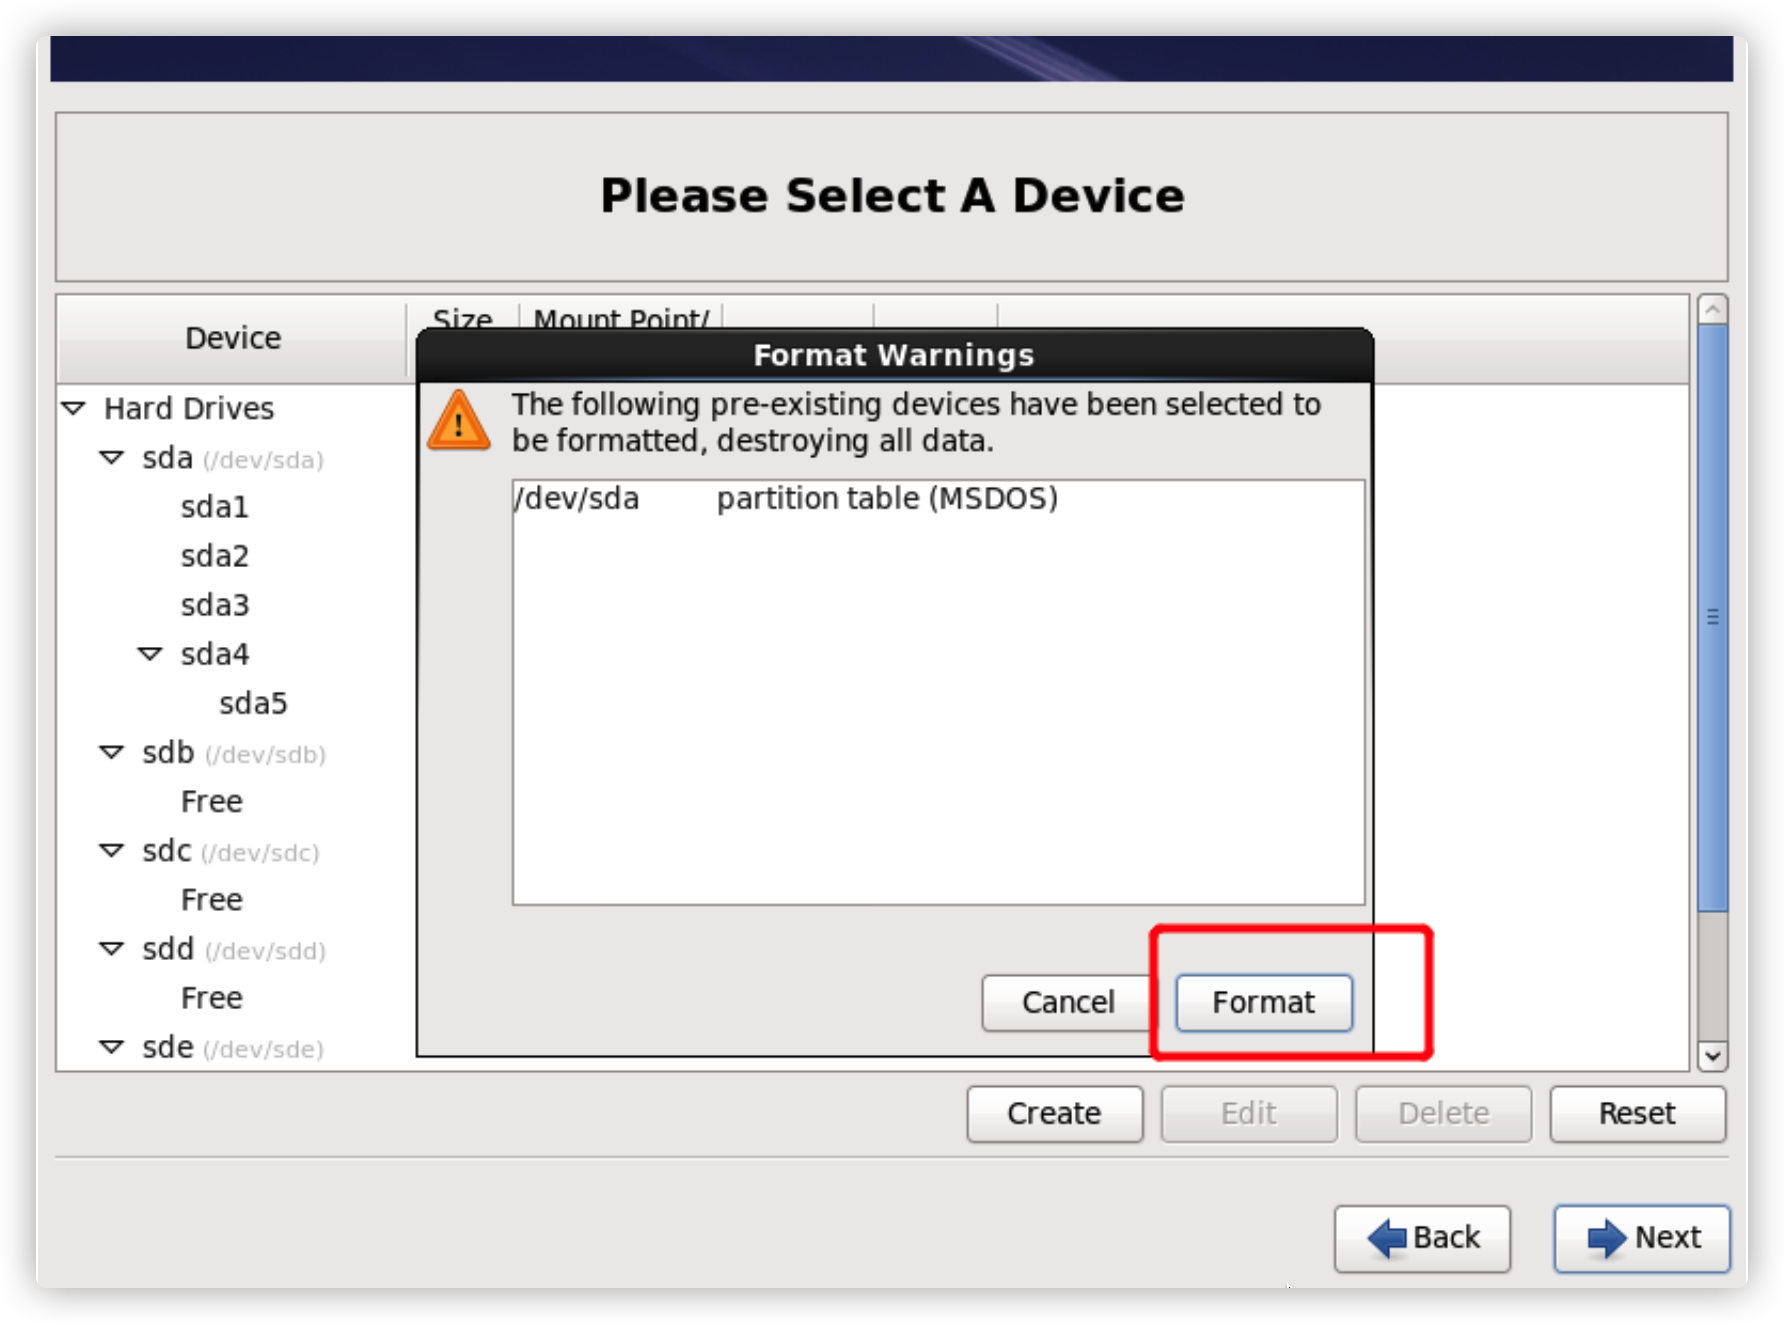 Please Select A Device
Device
Size
Mount Point/
Format Warnings
Hard Drives
The following pre-existing devices have been selected to
be formatted, destroying all data.
sda (/dev/sda)
/dev/sda partition table (MSDOS)
sda1
sda2
sda3
sda4
sda5
sdb (/dev/sdb)
Free
sdc (/dev/sdc)
Free
sdd (/dev/sdd)
Free
sde (/dev/sde)
Cancel
Format
Create
Edit
Delete
Reset
Back
Next